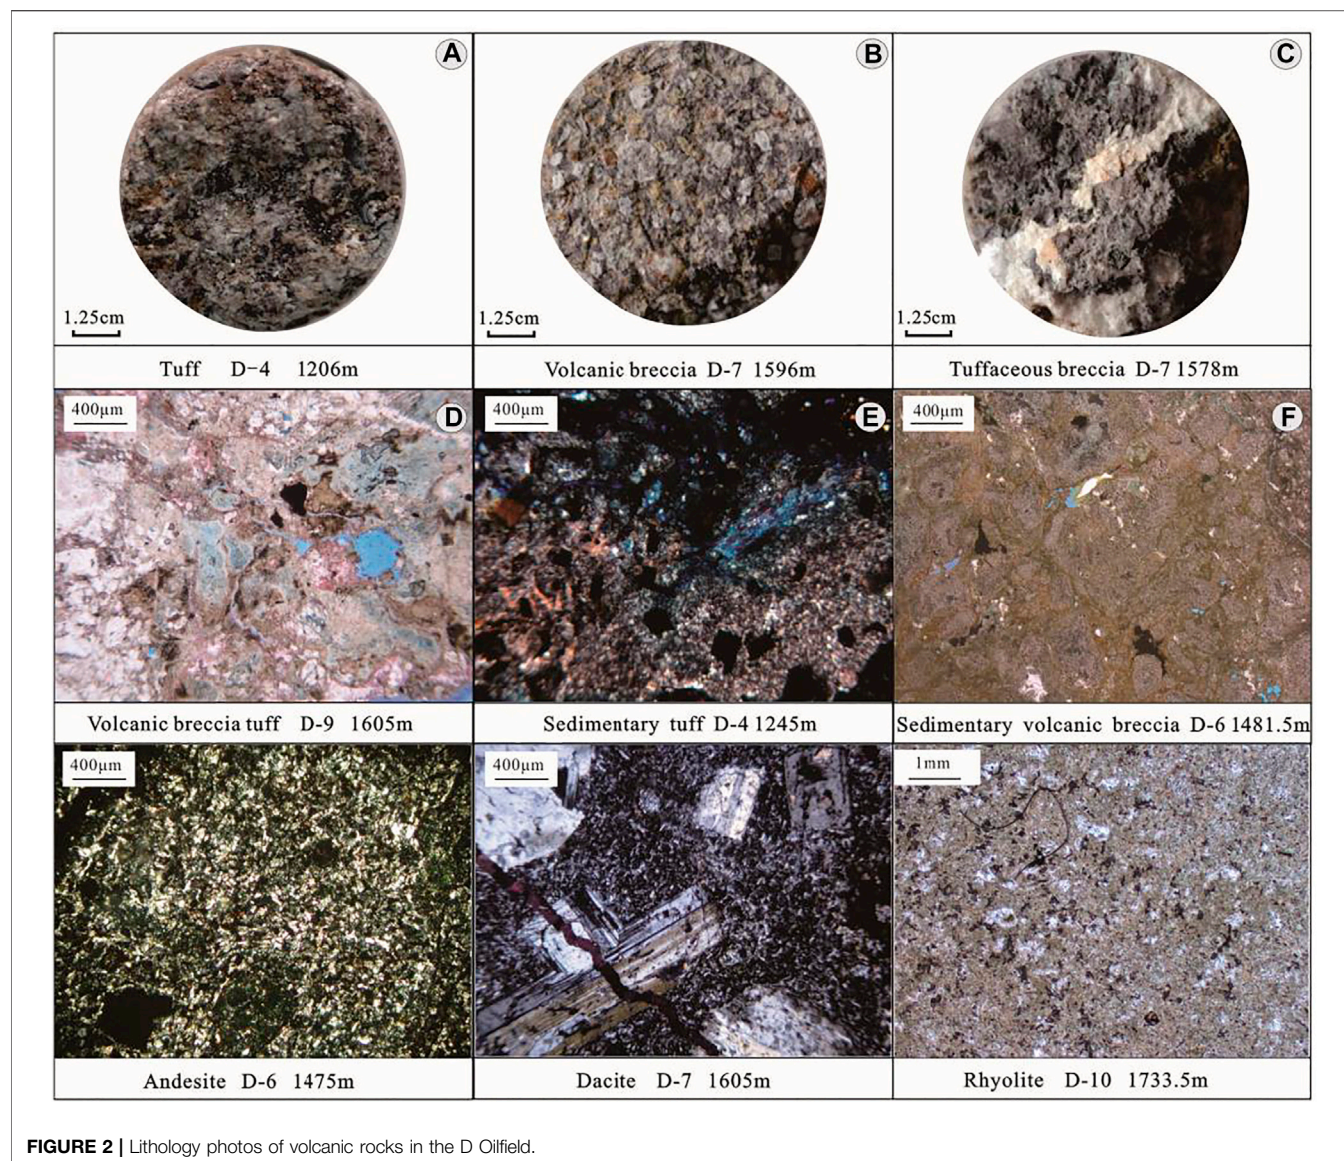 A
B
C
1.25cm
1.25cm
1.25cm
Tuff D-4 1206m
Volcanic breccia D-7 1596m
Tuffaceous breccia D-7 1578m
400μm
D
E
400μm
400μm
F
Volcanic breccia tuff D-9 1605m
Sedimentary tuff D-4 1245m
Sedimentary volcanic breccia D-6 1481.5m
400μm
400μm
1mm
Andesite D-6 1475m
Dacite D-7 1605m
Rhyolite D-10 1733.5m
FIGURE 2 | Lithology photos of volcanic rocks in the D Oilfield.